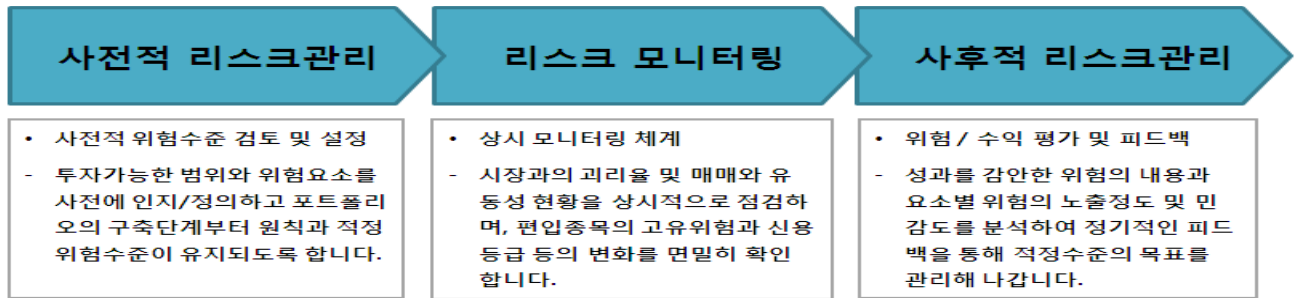 사전적 리스크관리
리스크 모니터링
사후적 리스크관리
• 사전적 위험수준 검토 및 설정
- 투자가능한 범위와 위험요소를
사전에 인지/정의하고 포트폴리
오의 구축단계부터 원칙과 적정
위험수준이 유지되도록 합니다.
• 상시 모니터링 체계
- 시장과의 괴리율 및 매매와 유
동성 현황을 상시적으로 점검하
며, 편입종목의 고유위험과 신용
등급 등의 변화를 면밀히 확인
합니다.
• 위험 / 수익 평가 및 피드백
- 성과를 감안한 위험의 내용과
요소별 위험의 노출정도 및 민
감도를 분석하여 정기적인 피드
백을 통해 적정수준의 목표를
관리해 나갑니다.